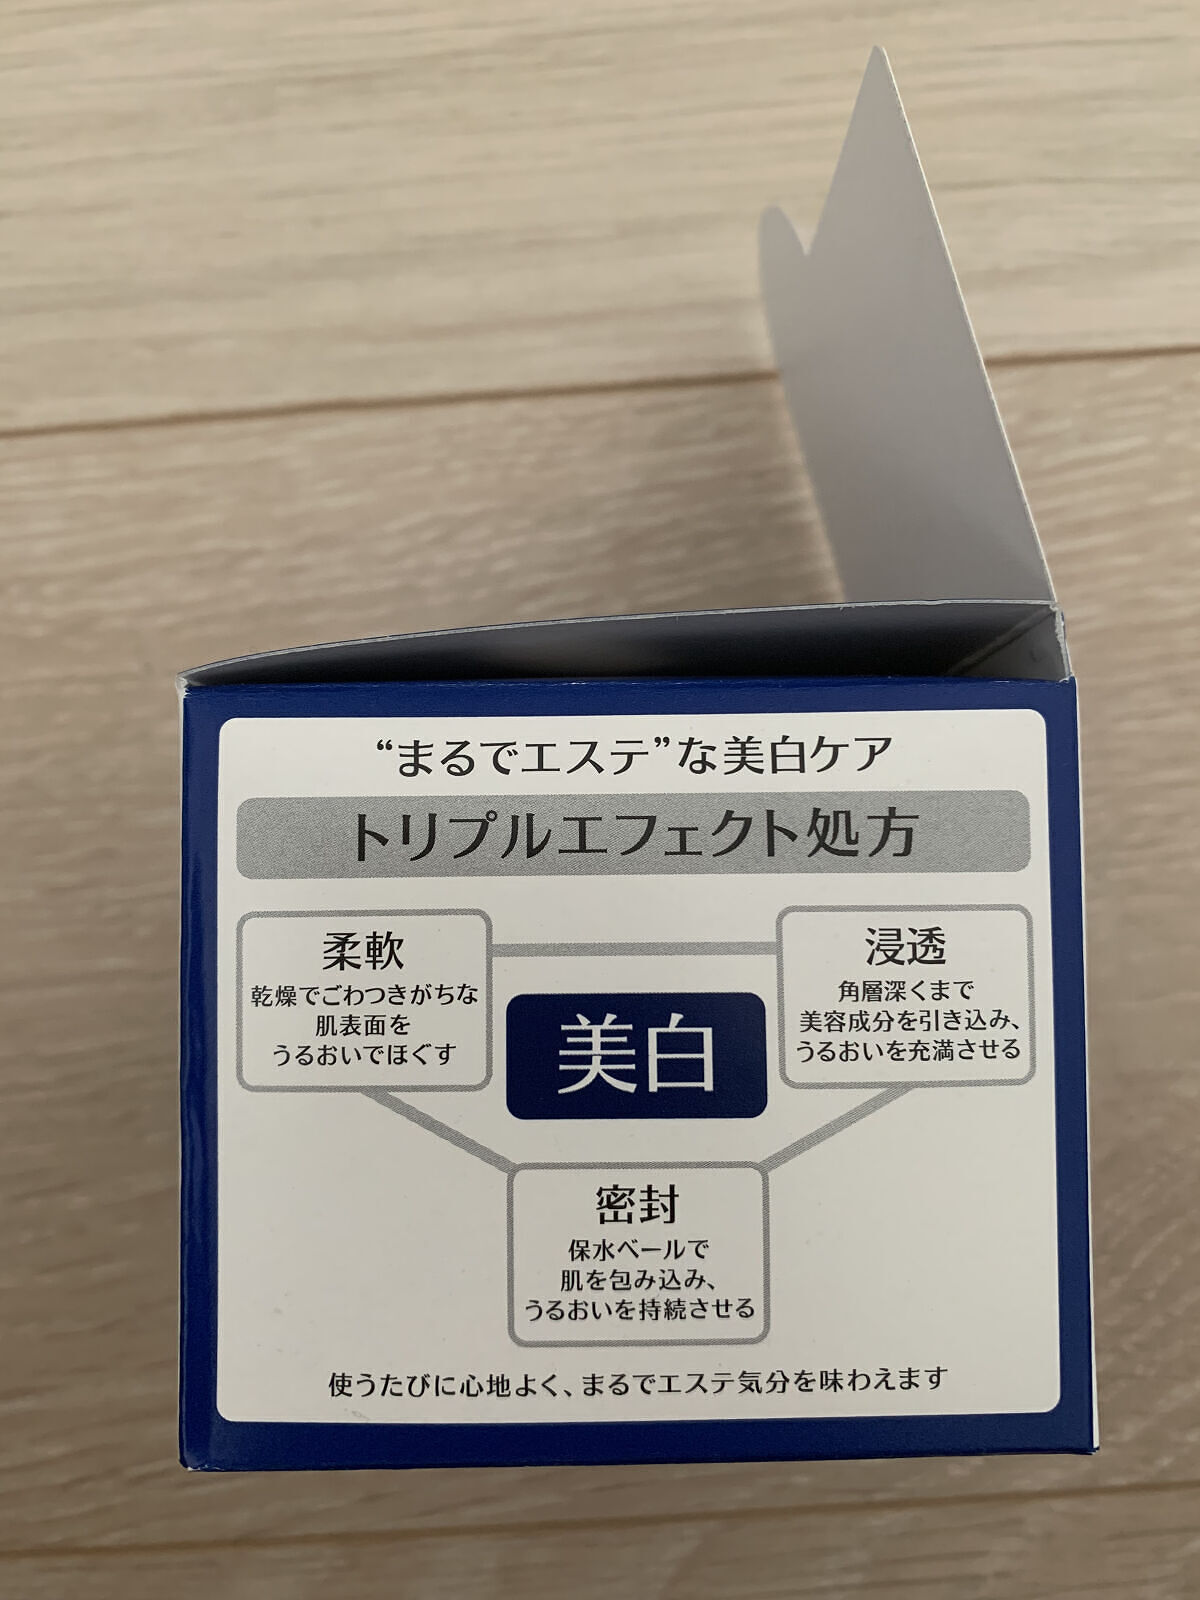 “まるでエステ”な美白ケア
トリプルエフェクト処方
柔軟
乾燥でごわつきがちな
肌表面を
うるおいでほぐす
浸透
角層深くまで
美容成分を引き込み、
うるおいを充満させる
美白
密封
保水ベールで
肌を包み込み、
うるおいを持続させる
使うたびに心地よく、まるでエステ気分を味わえます